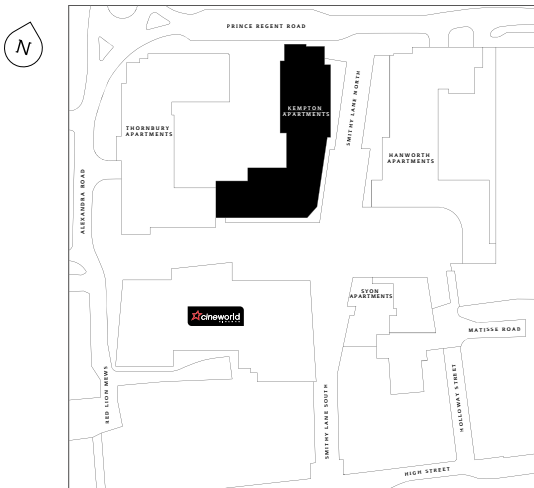 PRINCE REGENT ROAD
N
KEMPTON
APARTMENTS
THORNBURY
APARTMENTS
SMITHY LANE NORTH
HANWORTH
APARTMENTS
ALEXANDRA ROAD
SYON
APARTMENTS
cineworld
MATISSE ROAD
RED LION MEWS
SMITHY LANE SOUTH
HOLLOWAY STREET
HIGH STREET